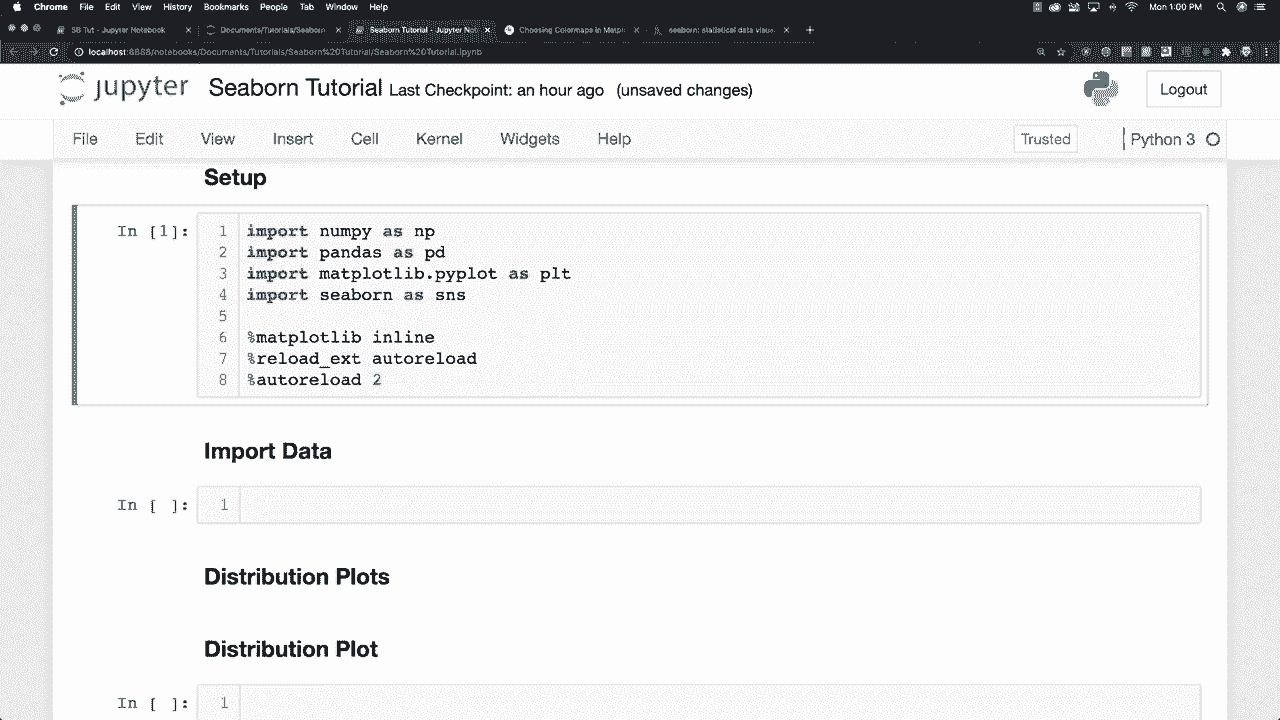 Chrome File Edit View History Bookmarks People Tab Window Help Mon 1:00 PM
SB Tut - Jupyter Notebook Documents/Tutorials/Seaborn Seaborn Tutorial - Jupyter Not Choosing Colormaps in Matpl seaborn: statistical data visua
localhost:8888/notebooks/Documents/Tutorials/Seaborn%20Tutorial/Seaborn%20Tutorial.ipynb
jupyter Seaborn Tutorial Last Checkpoint: an hour ago (unsaved changes) Logout
File Edit View Insert Cell Kernel Widgets Help Trusted Python 3
Setup
In [1]: 1 import numpy as np
2 import pandas as pd
3 import matplotlib.pyplot as plt
4 import seaborn as sns
5
6 %matplotlib inline
7 %reload_ext autoreload
8 %autoreload 2
Import Data
In [ ]: 1
Distribution Plots
Distribution Plot
In [ ]: 1